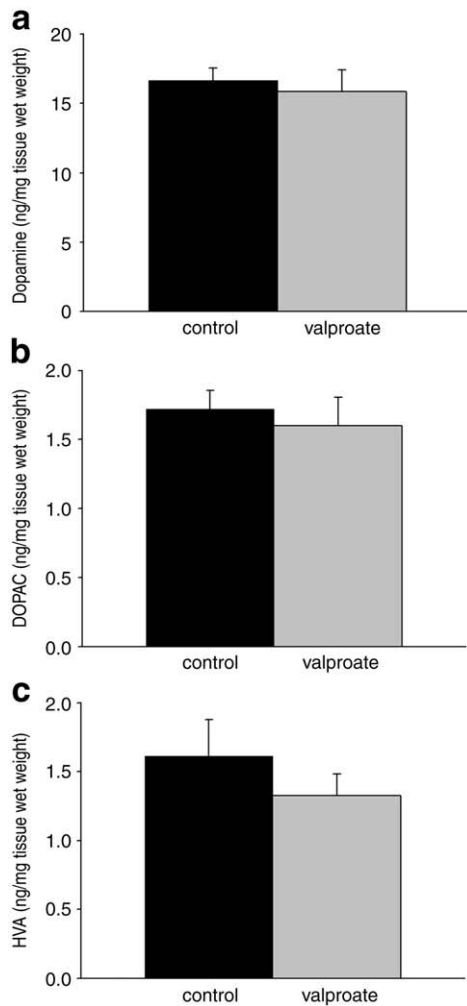 a
Dopamine (ng/mg tissue wet weight)
20
15
10
5
0
control valproate
b
DOPAC (ng/mg tissue wet weight)
2.0
1.5
1.0
0.5
0.0
control valproate
c
HVA (ng/mg tissue wet weight)
2.0
1.5
1.0
0.5
0.0
control valproate